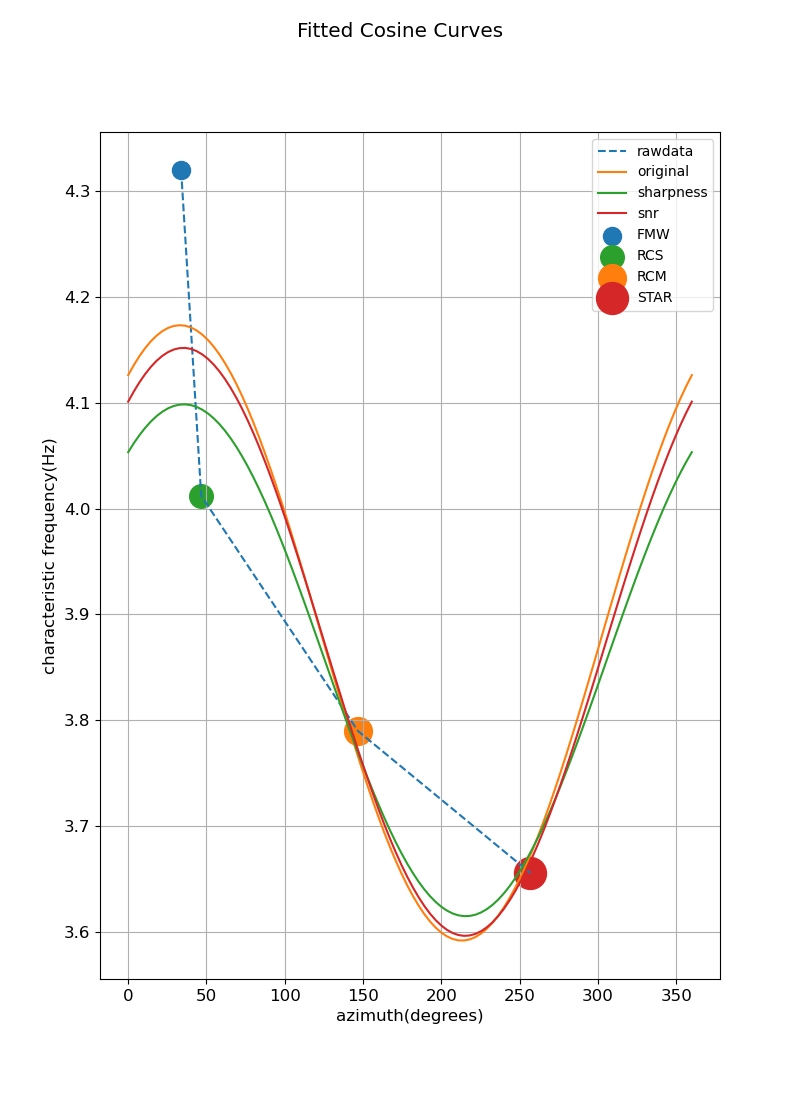 Fitted Cosine Curves
rawdata
original
sharpness
snr
FMW
RCS
RCM
STAR
4.3
4.2
4.1
4.0
3.9
3.8
3.7
3.6
characteristic frequency(Hz)
0 50 100 150 200 250 300 350
azimuth(degrees)